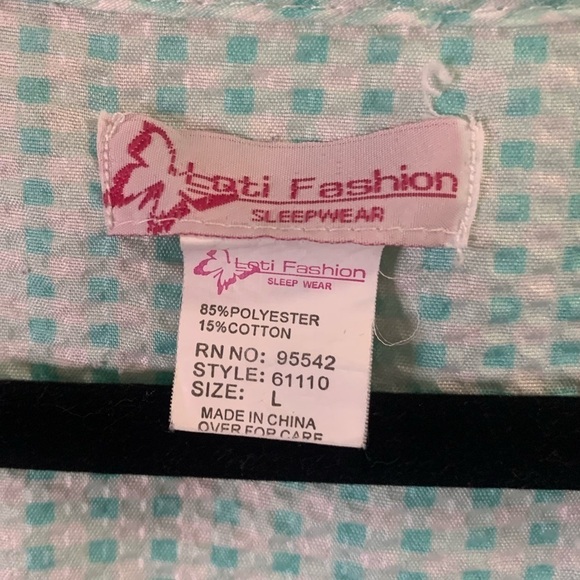 Loti Fashion
SLEEPWEAR
Loti Fashion
SLEEP WEAR
85%POLYESTER
15%COTTON
RN NO: 95542
STYLE: 61110
SIZE: L
MADE IN CHINA
OVER FOR CARE